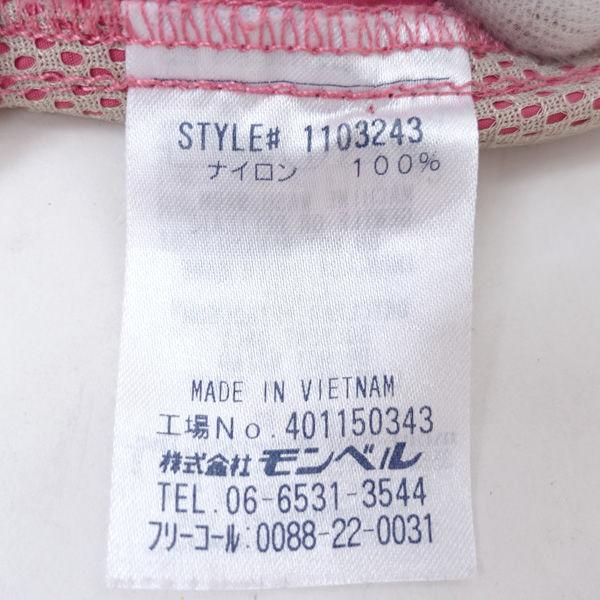 STYLE# 1103243
ナイロン 100%
MADE IN VIETNAM
工場No.401150343
株式会社 モンベル
TEL. 06-6531-3544
フリーコール:0088-22-0031